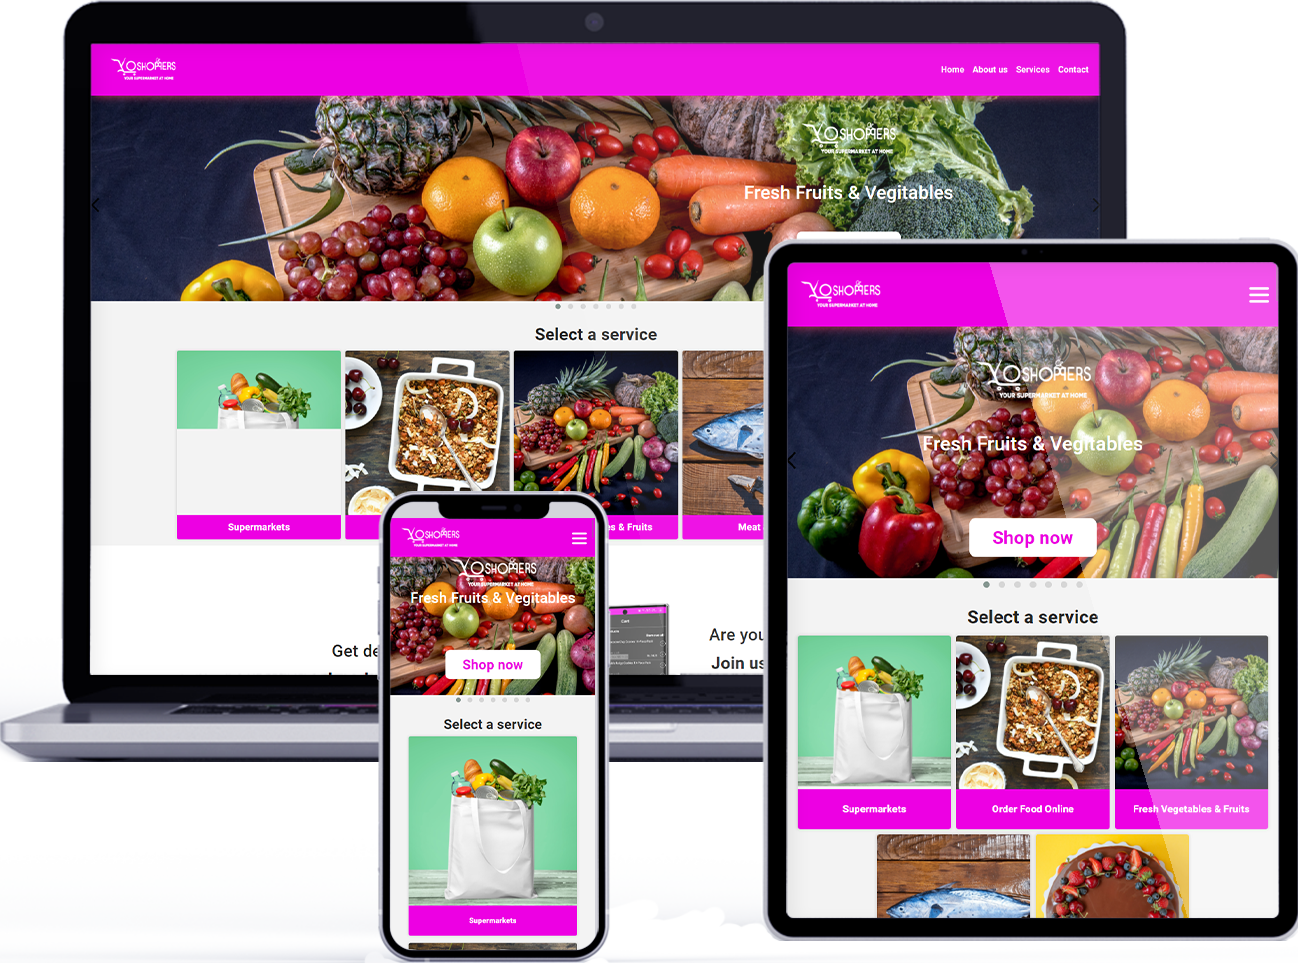 YOSHOPPERS
YOUR SUPERMARKET AT HOME
Home About us Services Contact
YOSHOPPERS
YOUR SUPERMARKET AT HOME
Fresh Fruits & Vegitables
Select a service
Supermarkets
es & Fruits
Meat
Get de
Cart
Are you
Join us
YOSHOPPERS
YOUR SUPERMARKET AT HOME
YOSHOPPERS
YOUR SUPERMARKET AT HOME
Fresh Fruits & Vegitables
Shop now
Select a service
Supermarkets
Order Food Online
Fresh Vegetables & Fruits
YOSHOPPERS
YOUR SUPERMARKET AT HOME
YOSHOPPERS
YOUR SUPERMARKET AT HOME
Fresh Fruits & Vegitables
Shop now
Select a service
Supermarkets